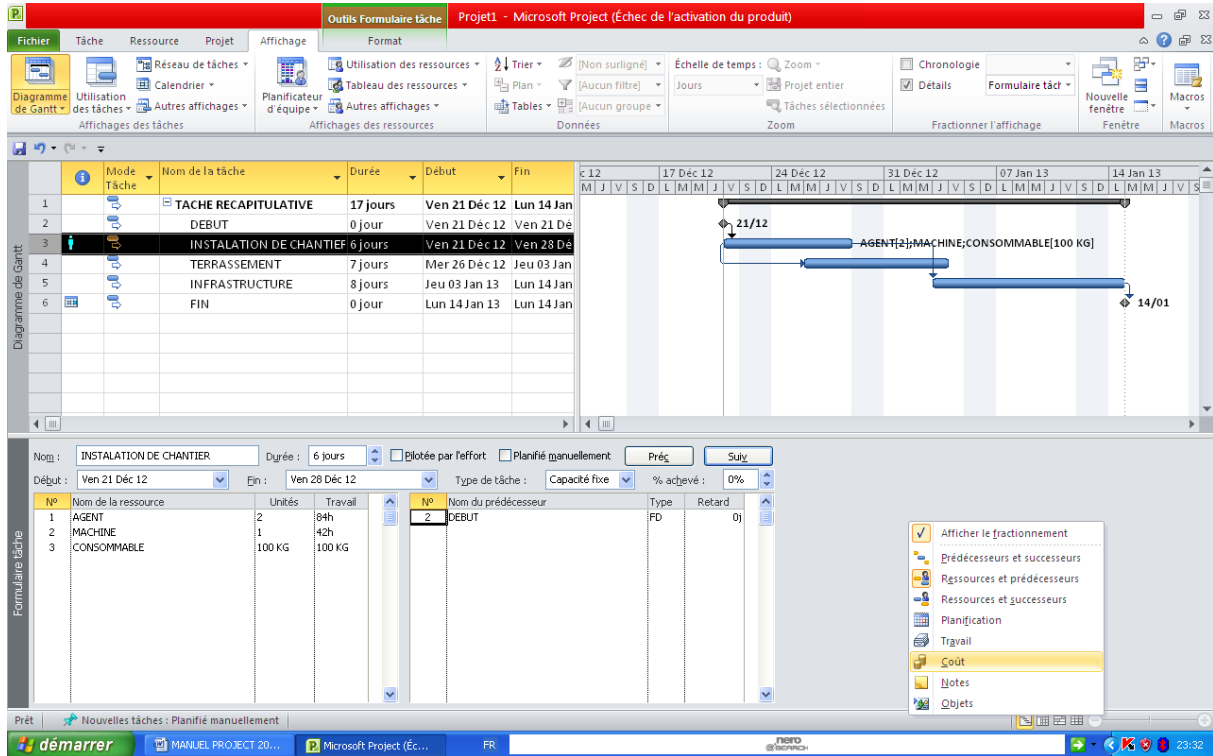 Outils Formulaire tâche Projet1 - Microsoft Project (Échec de l'activation du produit)
Fichier Tâche Ressource Projet Affichage Format
Diagramme de Gantt
Utilisation des tâches
Réseau de tâches
Calendrier
Autres affichages
Affichages des tâches
Planificateur d'équipe
Utilisation des ressources
Tableau des ressources
Autres affichages
Affichages des ressources
Trier
Plan
Tables
[Non surligné]
[Aucun filtre]
[Aucun groupe
Données
Échelle de temps :
Jours
Zoom
Projet entier
Tâches sélectionnées
Zoom
Chronologie
Détails Formulaire tâcr
Fractionner l'affichage
Nouvelle fenêtre
Fenêtre
Macros
Macros
Mode Tâche Nom de la tâche Durée Début Fin
c 12 17 Déc 12 24 Déc 12 31 Déc 12 07 Jan 13 14 Jan 13
M J V S D L M M J V S D L M M J V S D L M M J V S D L M M J V S D L M M J V S
1 TACHE RECAPITULATIVE 17 jours Ven 21 Déc 12 Lun 14 Jan
2 DEBUT 0 jour Ven 21 Déc 12 Ven 21 Dé
21/12
3 INSTALATION DE CHANTIER 6 jours Ven 21 Déc 12 Ven 28 Dé
AGENT[2];MACHINE;CONSOMMABLE[100 KG]
4 TERRASSEMENT 7 jours Mer 26 Déc 12 Jeu 03 Jan
5 INFRASTRUCTURE 8 jours Jeu 03 Jan 13 Lun 14 Jan
6 FIN 0 jour Lun 14 Jan 13 Lun 14 Jan
14/01
Diagramme de Gantt
Nom : INSTALATION DE CHANTIER Durée : 6 jours Pilotée par l'effort Planifié manuellement Préc Suiv
Début : Ven 21 Déc 12 Fin : Ven 28 Déc 12 Type de tâche : Capacité fixe % achevé : 0%
N° Nom de la ressource Unités Travail
1 AGENT 2 84h
2 MACHINE 1 42h
3 CONSOMMABLE 100 KG 100 KG
N° Nom du prédécesseur Type Retard
2 DEBUT FD 0j
Formulaire tâche
Afficher le fractionnement
Prédécesseurs et successeurs
Ressources et prédécesseurs
Ressources et successeurs
Planification
Travail
Coût
Notes
Objets
Prêt Nouvelles tâches : Planifié manuellement
démarrer MANUEL PROJECT 20... Microsoft Project (Éc... FR nero SEARCH 23:32